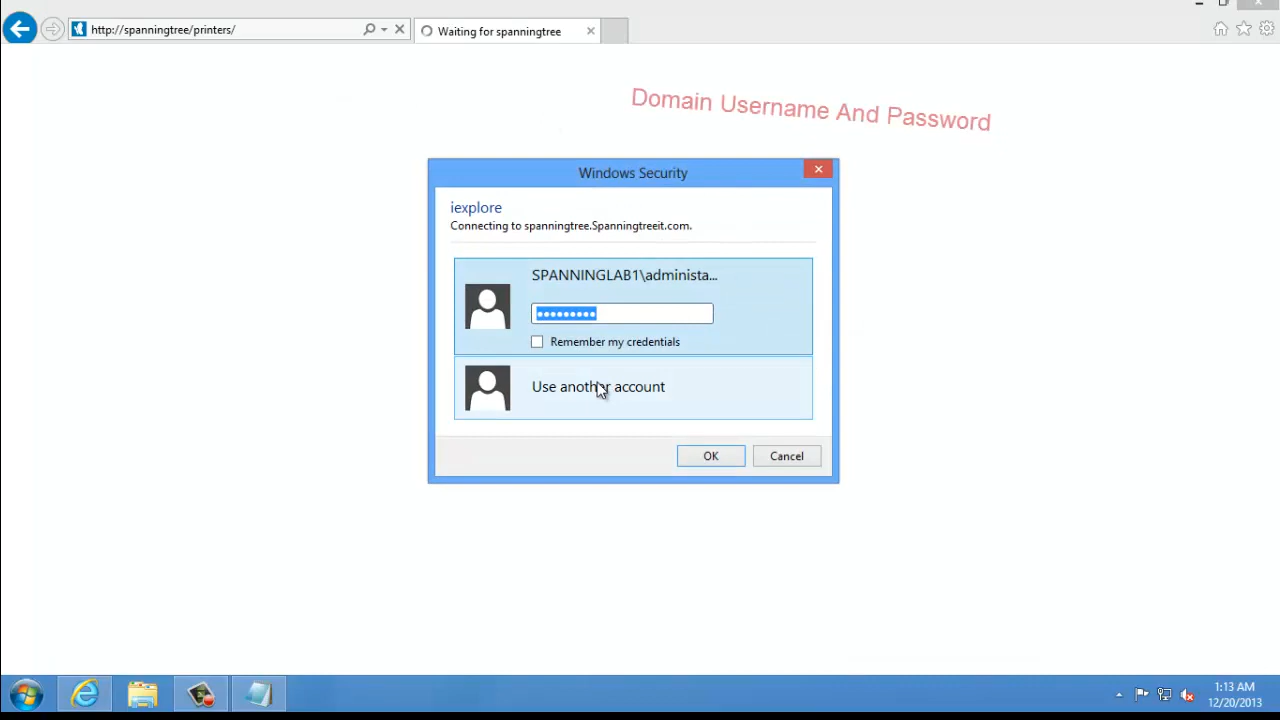 http://spanningtree/printers/
Waiting for spanningtree
Domain Username And Password
Windows Security
iexplore
Connecting to spanningtree.Spanningtreeit.com.
SPANNINGLAB1\administa...
•••••••••
Remember my credentials
Use another account
OK
Cancel
1:13 AM
12/20/2013